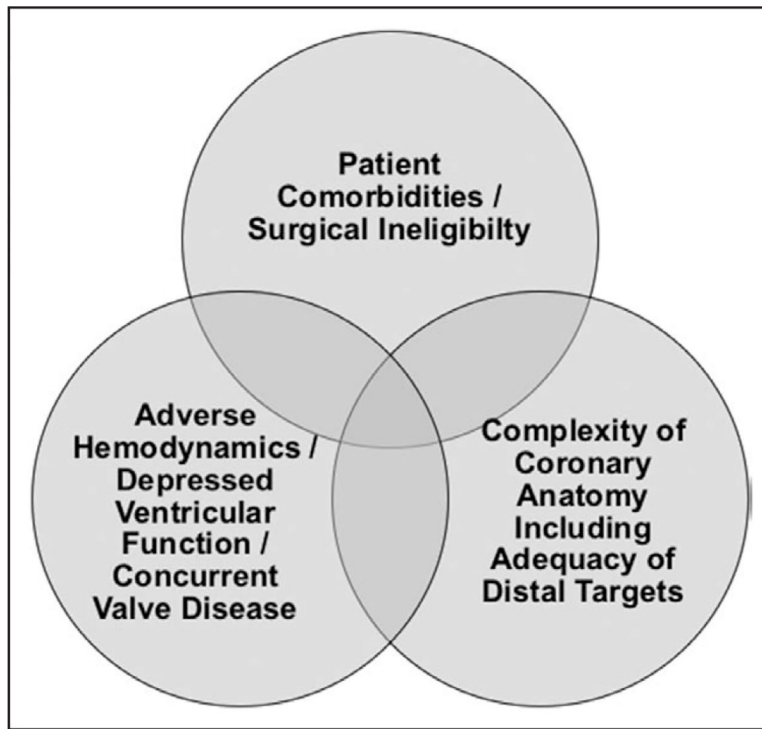 Patient
Comorbidities /
Surgical Ineligibilty
Adverse
Hemodynamics /
Depressed
Ventricular
Function /
Concurrent
Valve Disease
Complexity of
Coronary
Anatomy
Including
Adequacy of
Distal Targets